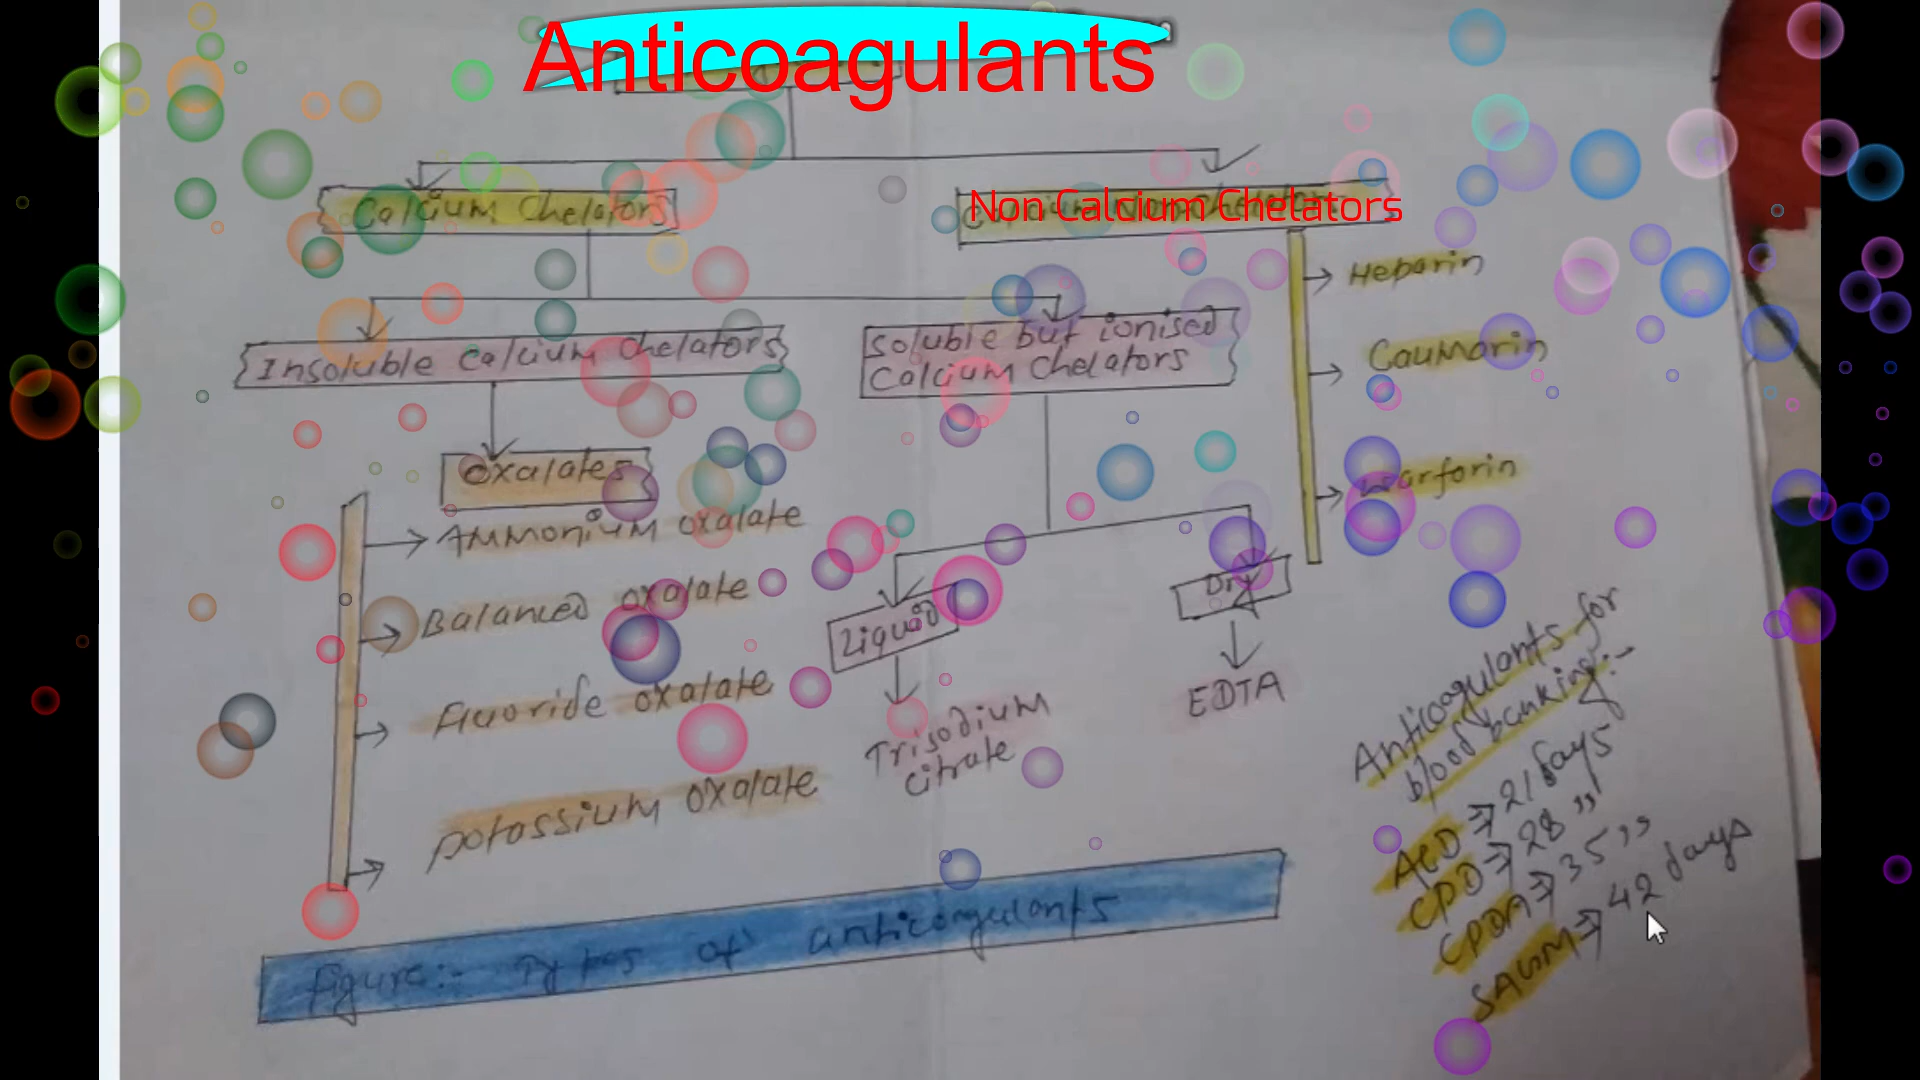 Anticoagulants
Calcium Chelators
Non Calcium Chelators
Heparin
Caumarin
Warforin
Insoluble Calcium Chelators
Soluble but ionised
Calcium Chelators
Oxalates
Ammonium oxalate
Balanced oxalate
Fluoride oxalate
Potassium oxalate
Liquid
Dry
Trisodium
Citrate
EDTA
Anticoagulants for
blood banking:-
ACD ⇒ 21 days
CPD ⇒ 28 ,,
CPDA ⇒ 35 ,,
SAGM ⇒ 42 days
Figure:- Types of anticoagulants